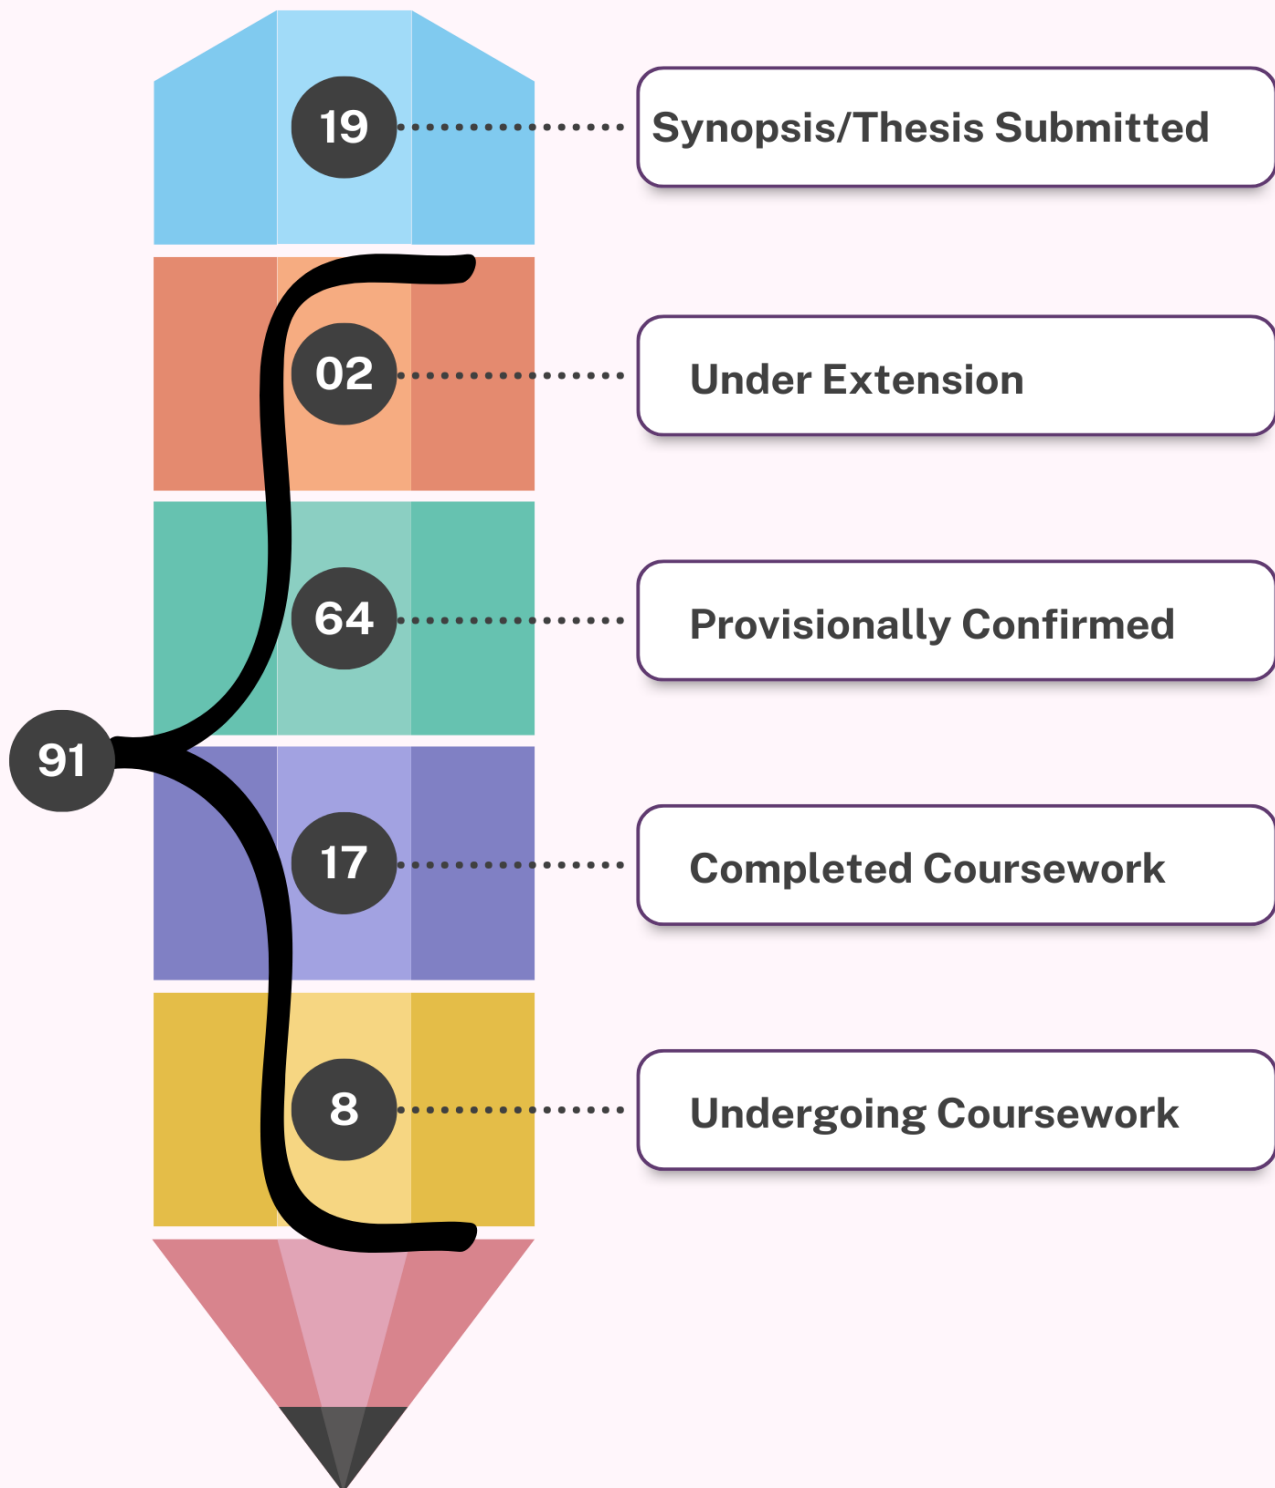 19
Synopsis/Thesis Submitted
02
Under Extension
64
Provisionally Confirmed
91
17
Completed Coursework
8
Undergoing Coursework